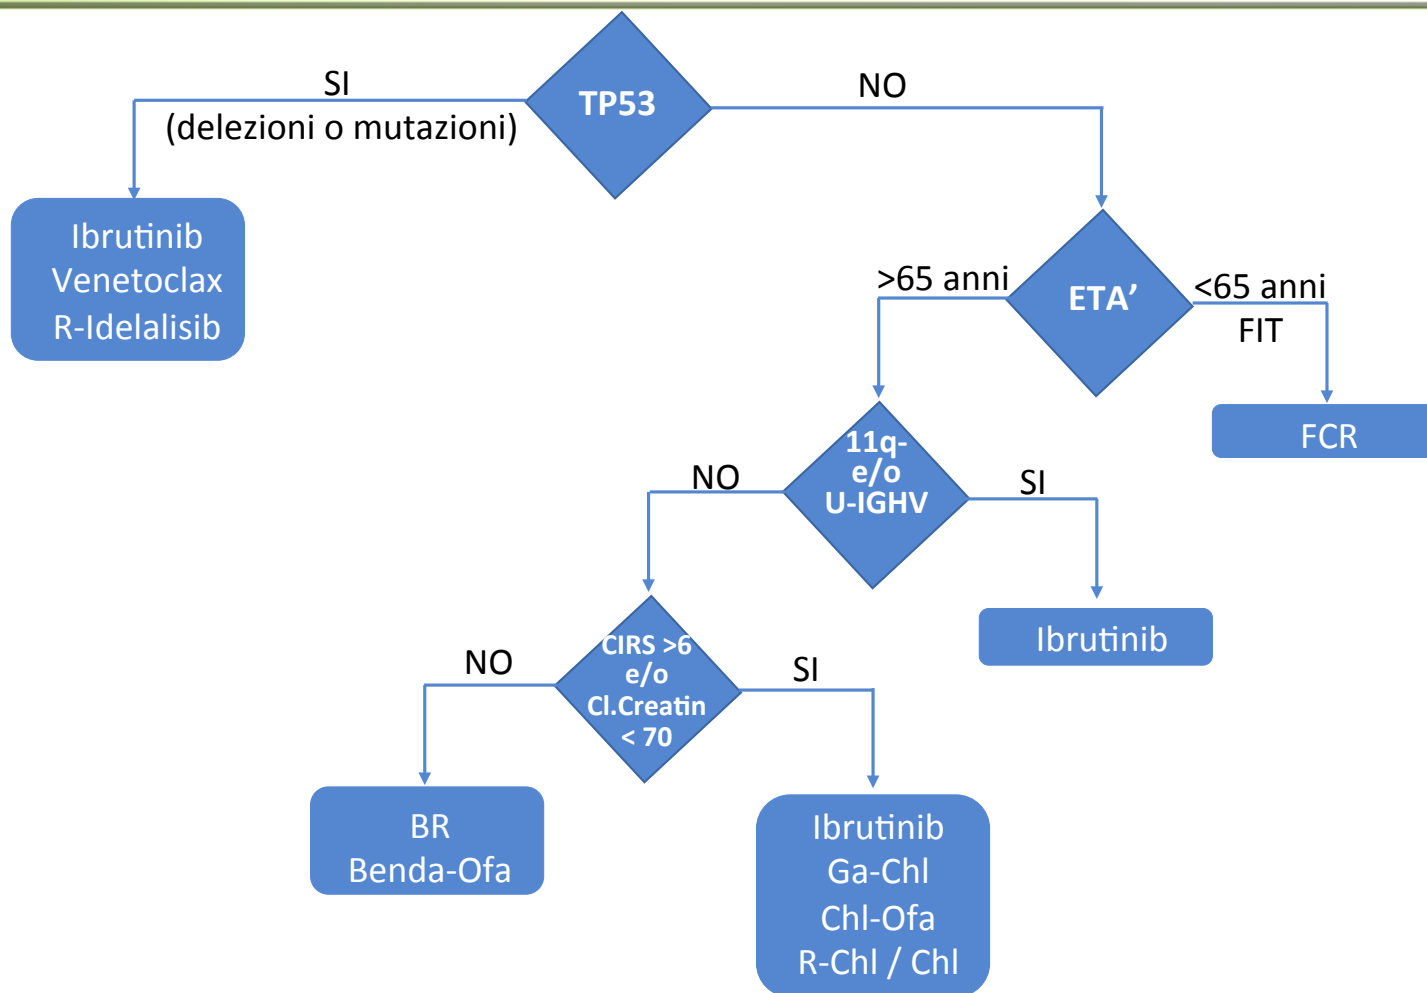 TP53
SI
(delezioni o mutazioni)
NO
Ibrutinib
Venetoclax
R-Idelalisib
ETA’
>65 anni
<65 anni
FIT
FCR
11q-
e/o
U-IGHV
NO
SI
Ibrutinib
CIRS >6
e/o
Cl.Creatin
< 70
NO
SI
BR
Benda-Ofa
Ibrutinib
Ga-Chl
Chl-Ofa
R-Chl / Chl